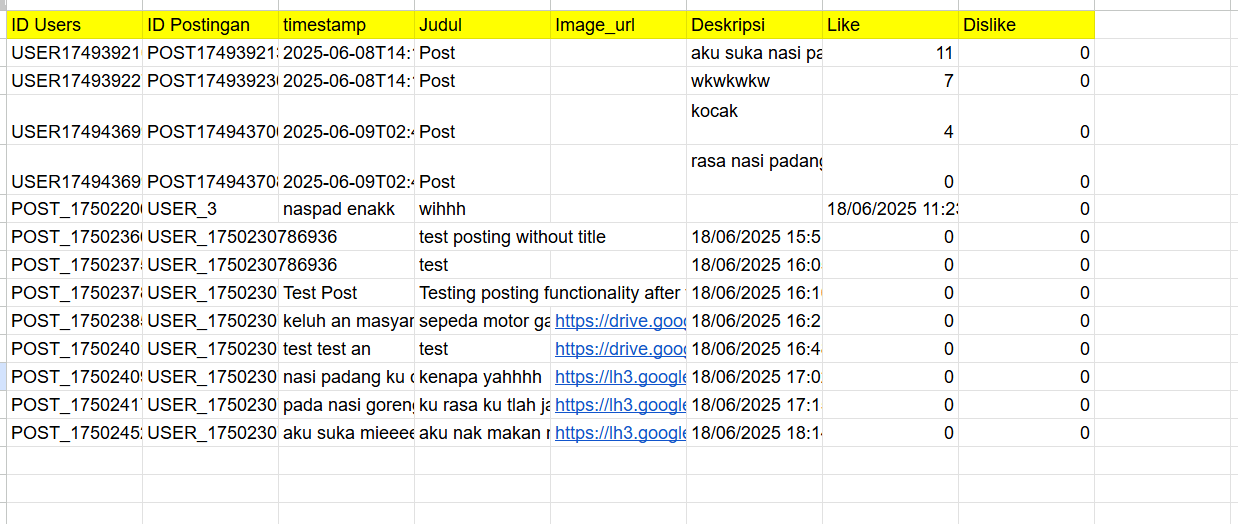 ID Users ID Postingan timestamp Judul Image_url Deskripsi Like Dislike
USER17493921 POST174939213 2025-06-08T14: Post aku suka nasi pa 11 0
USER17493922 POST17493923 2025-06-08T14: Post wkwkwkw 7 0
USER17494369 POST17494370 2025-06-09T02:4 Post kocak 4 0
USER17494369 POST17494370 2025-06-09T02:4 Post rasa nasi padang 0 0
POST_1750220 USER_3 naspad enakk wihhh 18/06/2025 11:23 0
POST_1750236 USER_1750230786936 test posting without title 18/06/2025 15:5 0 0
POST_1750237 USER_1750230786936 test 18/06/2025 16:0 0 0
POST_1750237 USER_1750230 Test Post Testing posting functionality after 18/06/2025 16:1 0 0
POST_1750238 USER_1750230 keluh an masyar sepeda motor ga https://drive.goog 18/06/2025 16:2 0 0
POST_1750240 USER_1750230 test test an test https://drive.goog 18/06/2025 16:4 0 0
POST_1750240 USER_1750230 nasi padang ku kenapa yahhhh https://lh3.google 18/06/2025 17:0 0 0
POST_1750241 USER_1750230 pada nasi goreng ku rasa ku tlah ja https://lh3.google 18/06/2025 17:1 0 0
POST_1750245 USER_1750230 aku suka mieeee aku nak makan https://lh3.google 18/06/2025 18:1 0 0